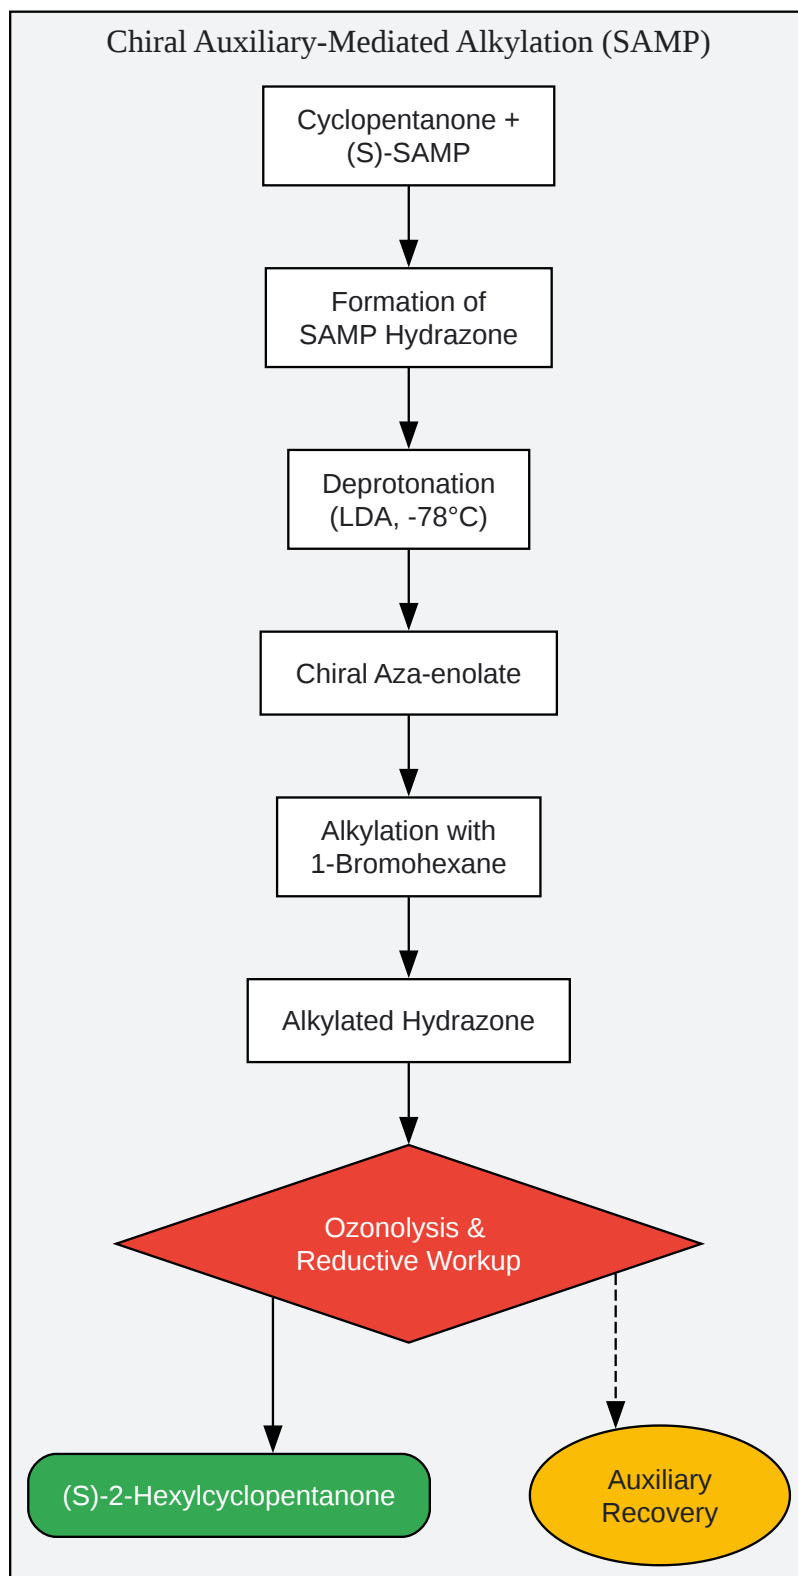 Chiral Auxiliary-Mediated Alkylation (SAMP)
Cyclopentanone +
(S)-SAMP
Formation of
SAMP Hydrazone
Deprotonation
(LDA, -78°C)
Chiral Aza-enolate
Alkylation with
1-Bromohexane
Alkylated Hydrazone
Ozonolysis &
Reductive Workup
(S)-2-Hexylcyclopentanone
Auxiliary
Recovery